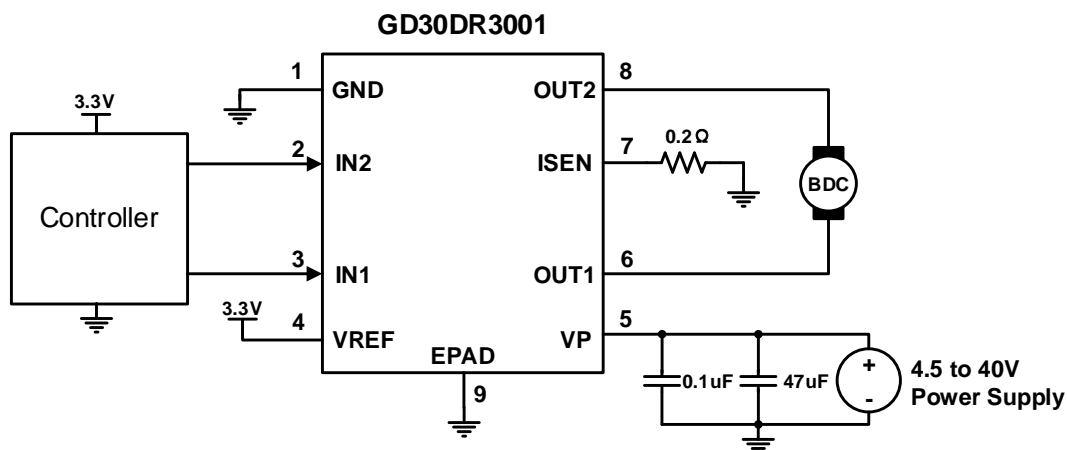 GD30DR3001
3.3V
Controller
3.3V
1
GND
2
IN2
3
IN1
4
VREF
EPAD
9
8
OUT2
7
ISEN
0.2Ω
6
OUT1
5
VP
BDC
0.1uF
47uF
+
-
4.5 to 40V
Power Supply